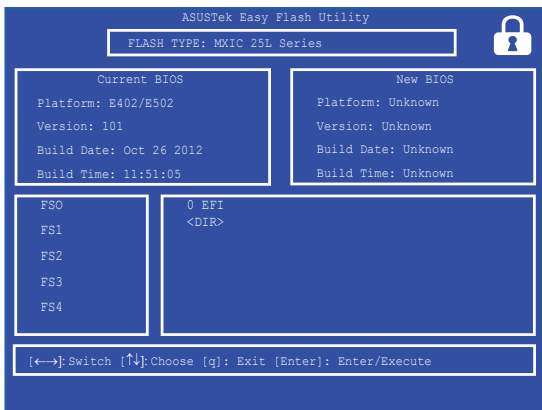 ASUSTek Easy Flash Utility
FLASH TYPE: MXIC 25L Series
Current BIOS
Platform: E402/E502
Version: 101
Build Date: Oct 26 2012
Build Time: 11:51:05
New BIOS
Platform: Unknown
Version: Unknown
Build Date: Unknown
Build Time: Unknown
FSO
FS1
FS2
FS3
FS4
0 EFI
<DIR>
[←→]: Switch [↑↓]: Choose [q]: Exit [Enter]: Enter/Execute